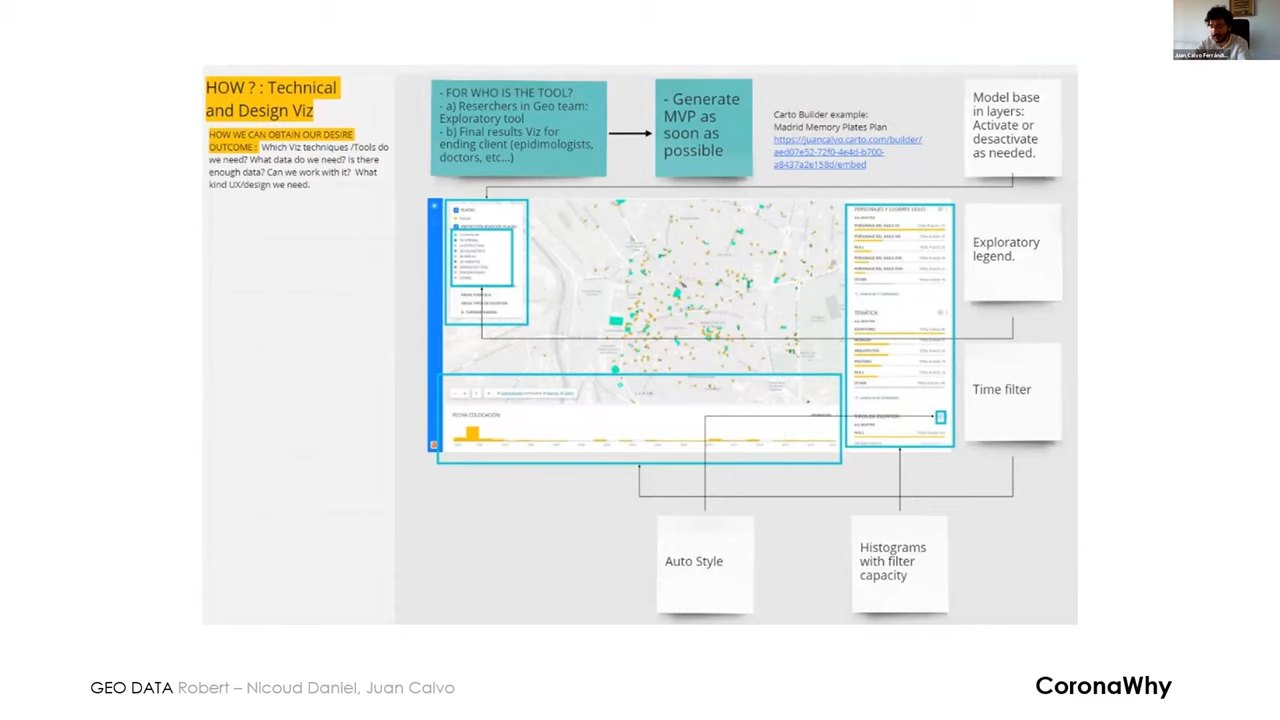 HOW ? : Technical
and Design Viz
HOW WE CAN OBTAIN OUR DESIRE
OUTCOME : Which Viz techniques /Tools do
we need? What data do we need? is there
enough data? Can we work with it? What
kind UX/design we need.
- FOR WHO IS THE TOOL?
- a) Reserchers in Geo team:
Exploratory tool
- b) Final results Viz for
ending client (epidimologists,
doctors, etc...)
- Generate
MVP as
soon as
possible
Carto Builder example:
Madrid Memory Plates Plan
https://juancalvo.carto.com/builder/
aed07e52-72f0-4e4d-b700-
a8437a2e158d/embed
Model base
in layers:
Activate or
desactivate
as needed.
Exploratory
legend.
Time filter
PERSONAJES Y LUGARES
TEMÁTICA
FECHA COLOCACIÓN
Auto Style
Histograms
with filter
capacity
GEO DATA Robert – Nicoud Daniel, Juan Calvo
CoronaWhy